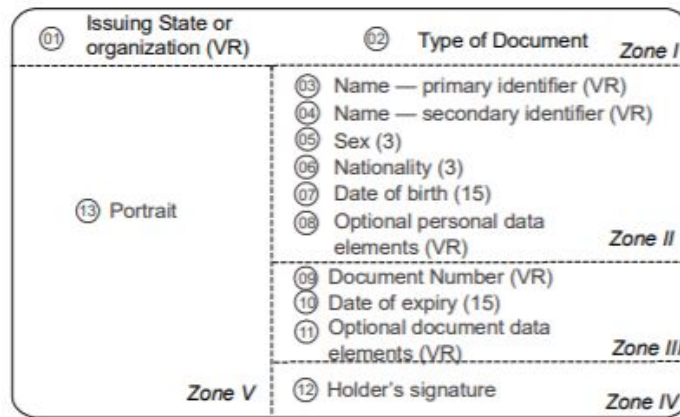 01 Issuing State or
organization (VR)
02 Type of Document
Zone I
13 Portrait
Zone V
03 Name — primary identifier (VR)
04 Name — secondary identifier (VR)
05 Sex (3)
06 Nationality (3)
07 Date of birth (15)
08 Optional personal data
elements (VR)
Zone II
09 Document Number (VR)
10 Date of expiry (15)
11 Optional document data
elements (VR)
Zone III
12 Holder's signature
Zone IV